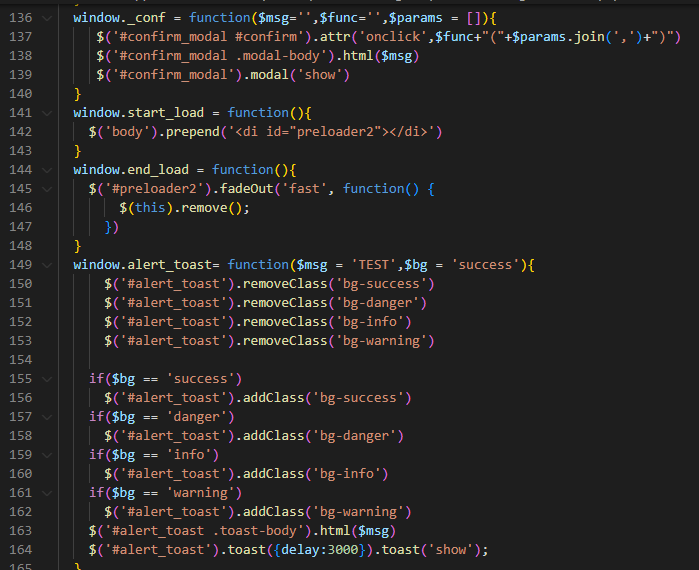 136 window._conf = function($msg='',$func='',$params = []){
137 $('#confirm_modal #confirm').attr('onclick',$func+"("+$params.join(',')+")")
138 $('#confirm_modal .modal-body').html($msg)
139 $('#confirm_modal').modal('show')
140 }
141 window.start_load = function(){
142 $('body').prepend('<di id="preloader2"></di>')
143 }
144 window.end_load = function(){
145 $('#preloader2').fadeOut('fast', function() {
146 $(this).remove();
147 })
148 }
149 window.alert_toast= function($msg = 'TEST',$bg = 'success'){
150 $('#alert_toast').removeClass('bg-success')
151 $('#alert_toast').removeClass('bg-danger')
152 $('#alert_toast').removeClass('bg-info')
153 $('#alert_toast').removeClass('bg-warning')
154
155 if($bg == 'success')
156 $('#alert_toast').addClass('bg-success')
157 if($bg == 'danger')
158 $('#alert_toast').addClass('bg-danger')
159 if($bg == 'info')
160 $('#alert_toast').addClass('bg-info')
161 if($bg == 'warning')
162 $('#alert_toast').addClass('bg-warning')
163 $('#alert_toast .toast-body').html($msg)
164 $('#alert_toast').toast({delay:3000}).toast('show');
165 }